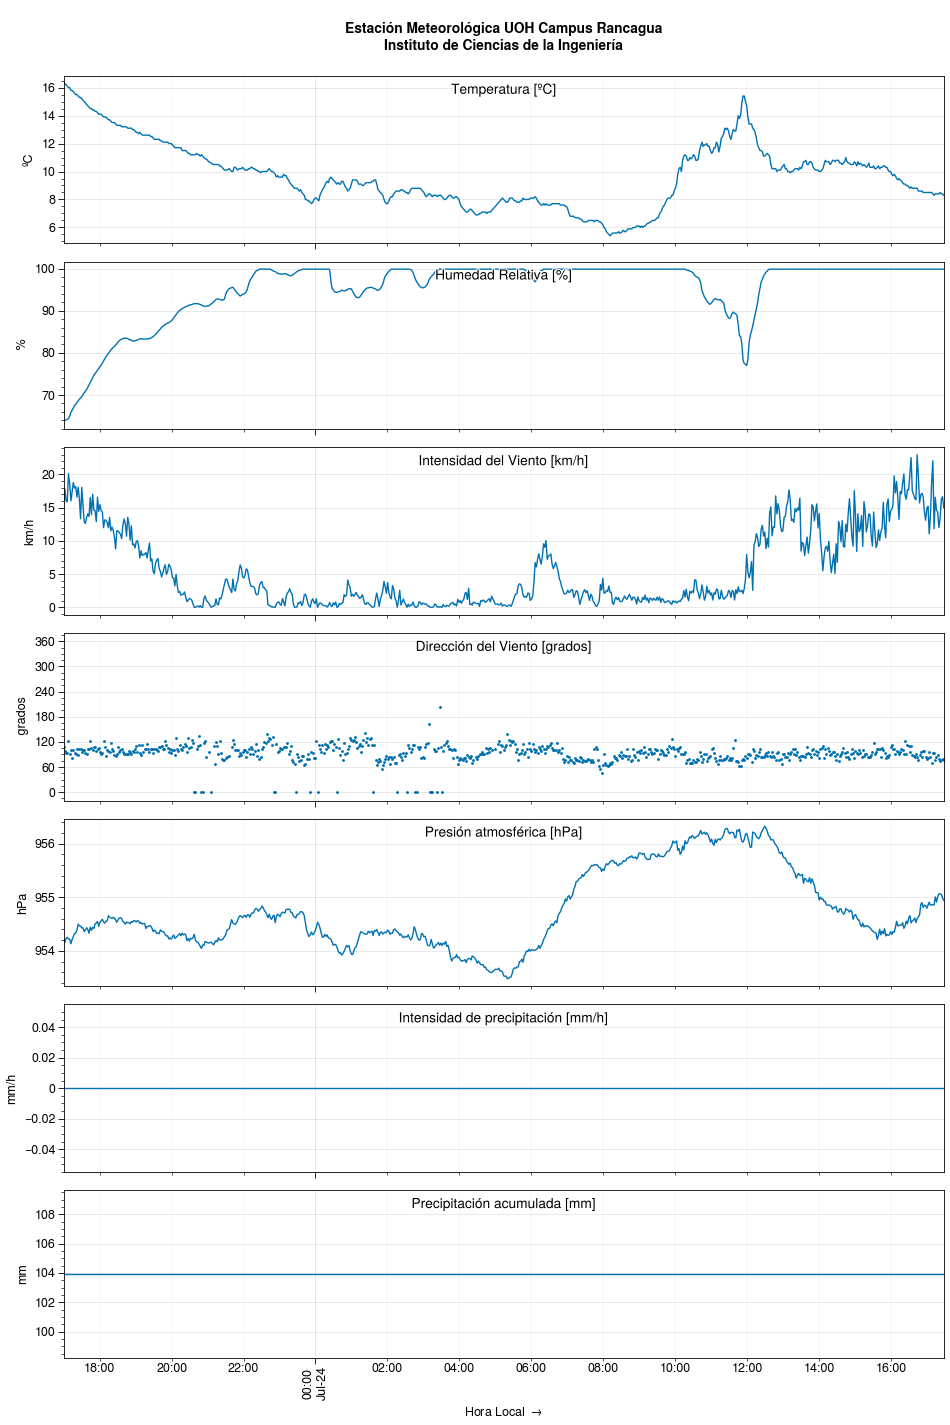 Estación Meteorológica UOH Campus Rancagua
Instituto de Ciencias de la Ingeniería
Temperatura [ºC]
ºC
16
14
12
10
8
6
Humedad Relativa [%]
%
100
90
80
70
Intensidad del Viento [km/h]
km/h
20
15
10
5
0
Dirección del Viento [grados]
grados
360
300
240
180
120
60
0
Presión atmosférica [hPa]
hPa
956
955
954
Intensidad de precipitación [mm/h]
mm/h
0.04
0.02
0
−0.02
−0.04
Precipitación acumulada [mm]
mm
108
106
104
102
100
18:00 20:00 22:00 00:00 02:00 04:00 06:00 08:00 10:00 12:00 14:00 16:00
Jul-24
Hora Local →